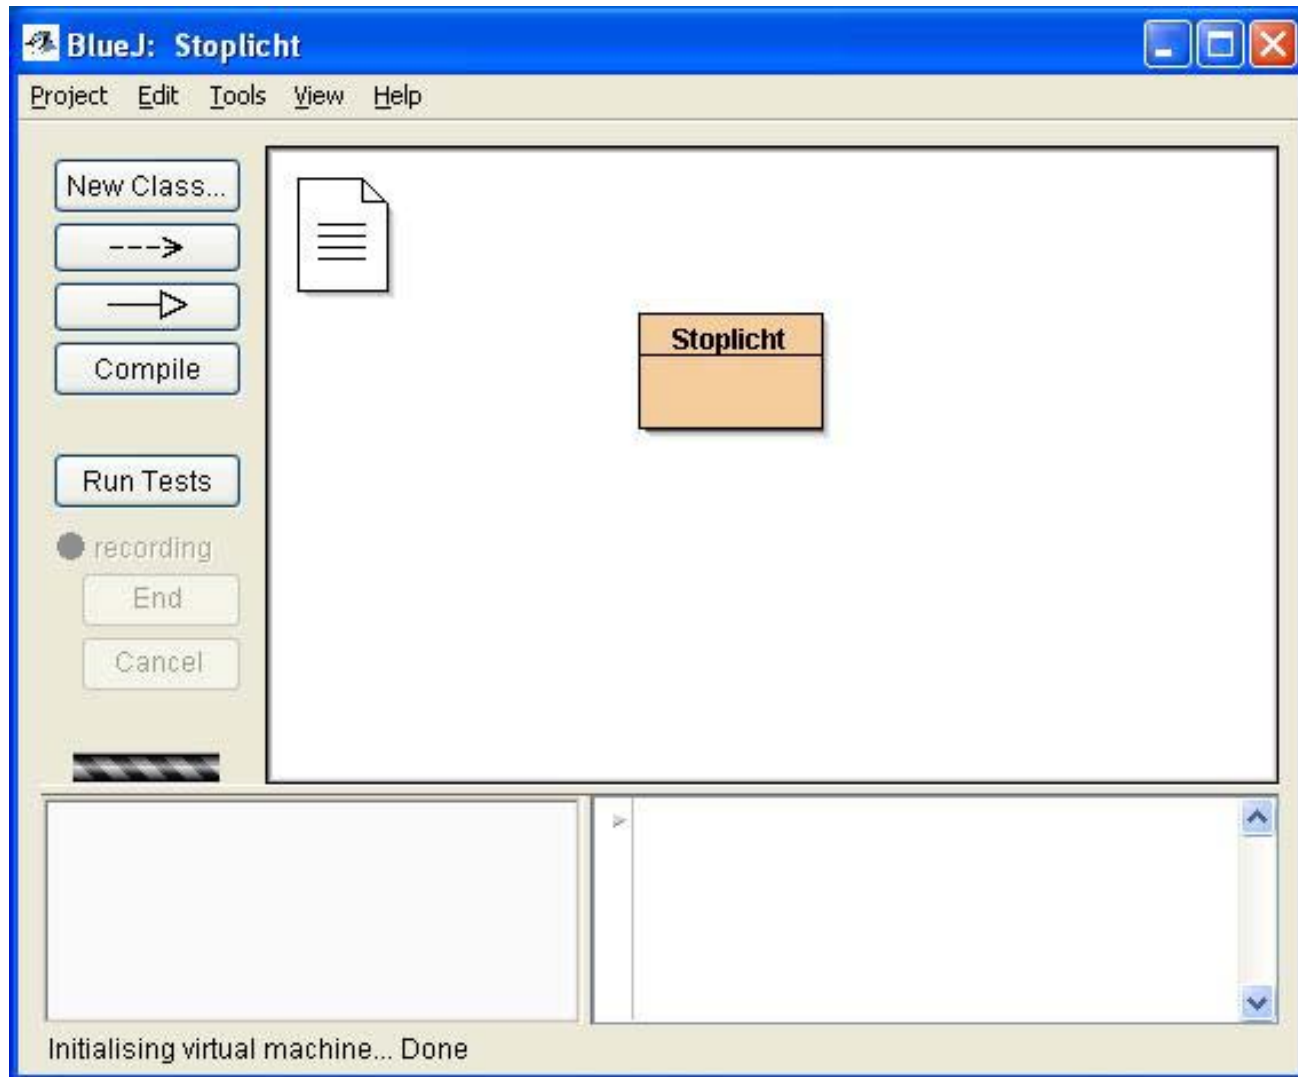 BlueJ: Stoplicht
Project Edit Tools View Help
New Class...
Compile
Run Tests
recording
End
Cancel
Stoplicht
Initialising virtual machine... Done